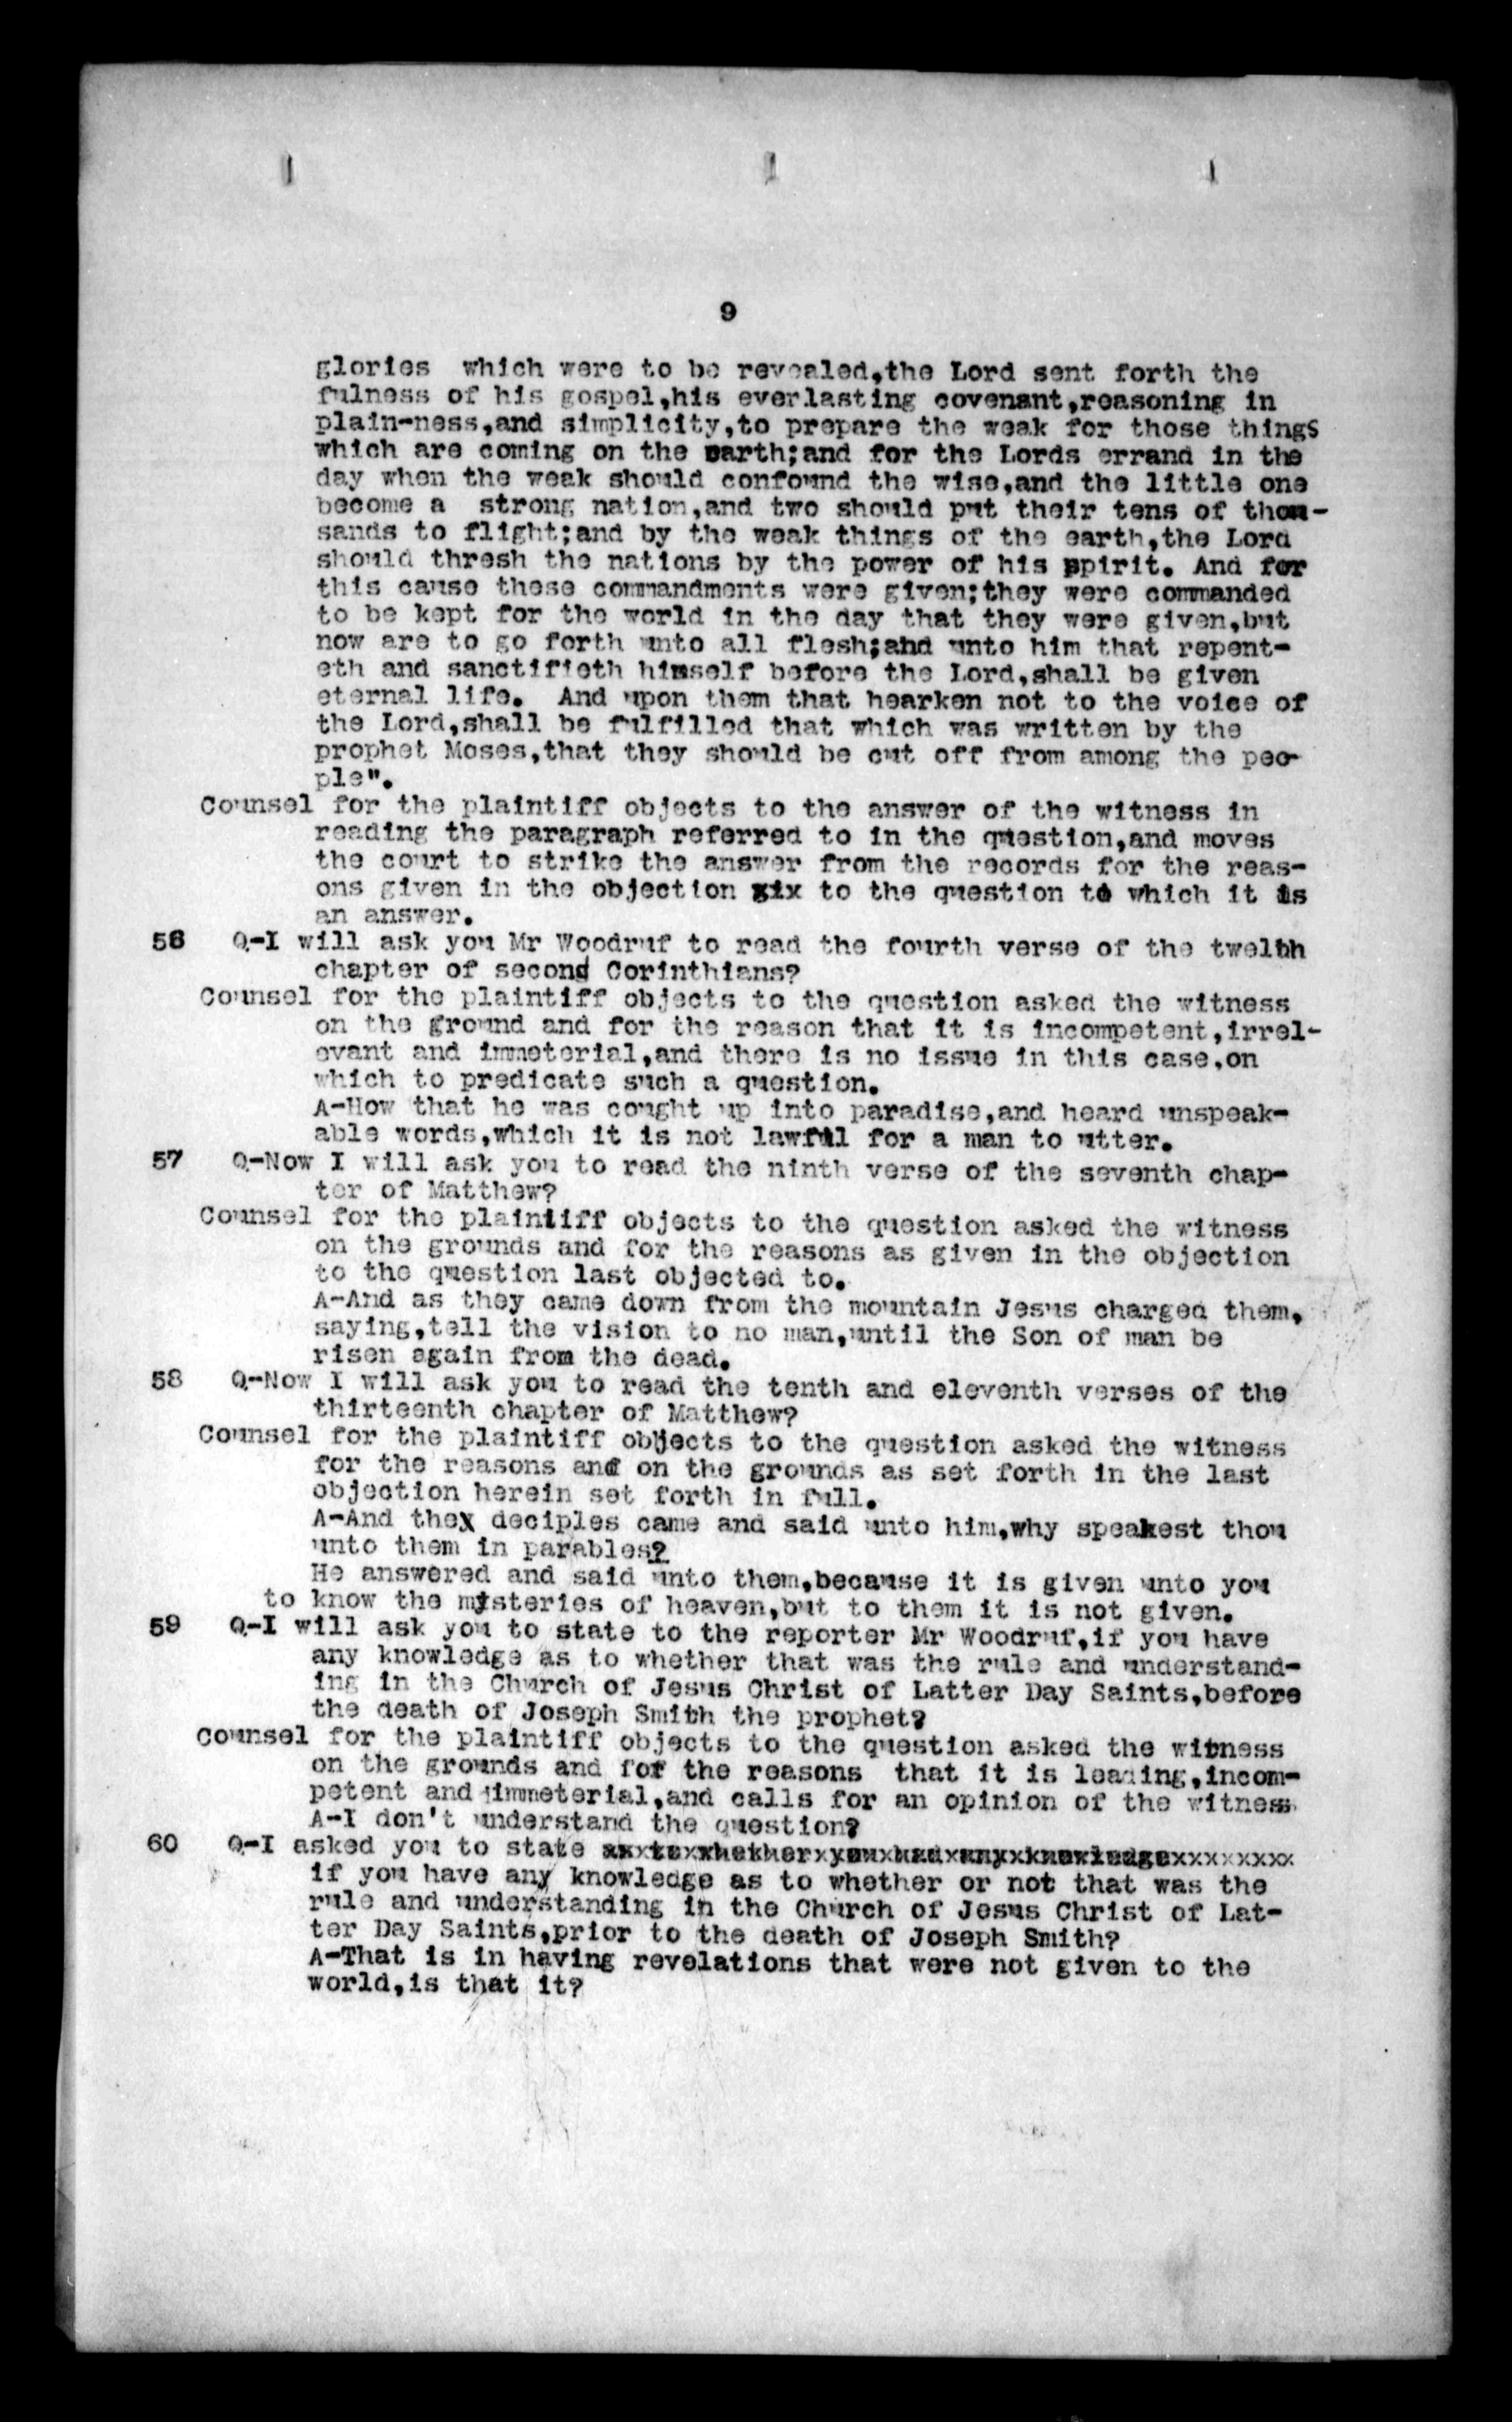 9
glories which were to be revealed,the Lord sent forth the
fulness of his gospel,his everlasting covenant,reasoning in
plain-ness,and simplicity,to prepare the weak for those things
which are coming on the earth;and for the Lords errand in the
day when the weak should confound the wise,and the little one
become a strong nation,and two should put their tens of thou-
sands to flight;and by the weak things of the earth,the Lord
should thresh the nations by the power of his spirit. And for
this cause these commandments were given;they were commanded
to be kept for the world in the day that they were given,but
now are to go forth unto all flesh;and unto him that repent-
eth and sanctifieth himself before the Lord,shall be given
eternal life. And upon them that hearken not to the voice of
the Lord,shall be fulfilled that which was written by the
prophet Moses,that they should be cut off from among the peo-
ple".
Counsel for the plaintiff objects to the answer of the witness in
reading the paragraph referred to in the question,and moves
the court to strike the answer from the records for the reas-
ons given in the objection xix to the question to which it is
an answer.
56 Q-I will ask you Mr Woodruf to read the fourth verse of the twelth
chapter of second Corinthians?
Counsel for the plaintiff objects to the question asked the witness
on the ground and for the reason that it is incompetent,irrel-
evant and immeterial,and there is no issue in this case,on
which to predicate such a question.
A-How that he was cought up into paradise,and heard unspeak-
able words,which it is not lawful for a man to utter.
57 Q-Now I will ask you to read the ninth verse of the seventh chap-
ter of Matthew?
Counsel for the plaintiff objects to the question asked the witness
on the grounds and for the reasons as given in the objection
to the question last objected to.
A-And as they came down from the mountain Jesus charged them,
saying,tell the vision to no man,until the Son of man be
risen again from the dead.
58 Q-Now I will ask you to read the tenth and eleventh verses of the
thirteenth chapter of Matthew?
Counsel for the plaintiff objects to the question asked the witness
for the reasons and on the grounds as set forth in the last
objection herein set forth in full.
A-And thex deciples came and said unto him,why speakest thou
unto them in parables?
He answered and said unto them,because it is given unto you
to know the mysteries of heaven,but to them it is not given.
59 Q-I will ask you to state to the reporter Mr Woodruf,if you have
any knowledge as to whether that was the rule and understand-
ing in the Church of Jesus Christ of Latter Day Saints,before
the death of Joseph Smith the prophet?
Counsel for the plaintiff objects to the question asked the witness
on the grounds and for the reasons that it is leading,incom-
petent and immeterial,and calls for an opinion of the witness
A-I don't understand the question?
60 Q-I asked you to state xxxtoxxwhetherxyouxhadxanyxknowledgexxxxxxxxx
if you have any knowledge as to whether or not that was the
rule and understanding in the Church of Jesus Christ of Lat-
ter Day Saints,prior to the death of Joseph Smith?
A-That is in having revelations that were not given to the
world,is that it?